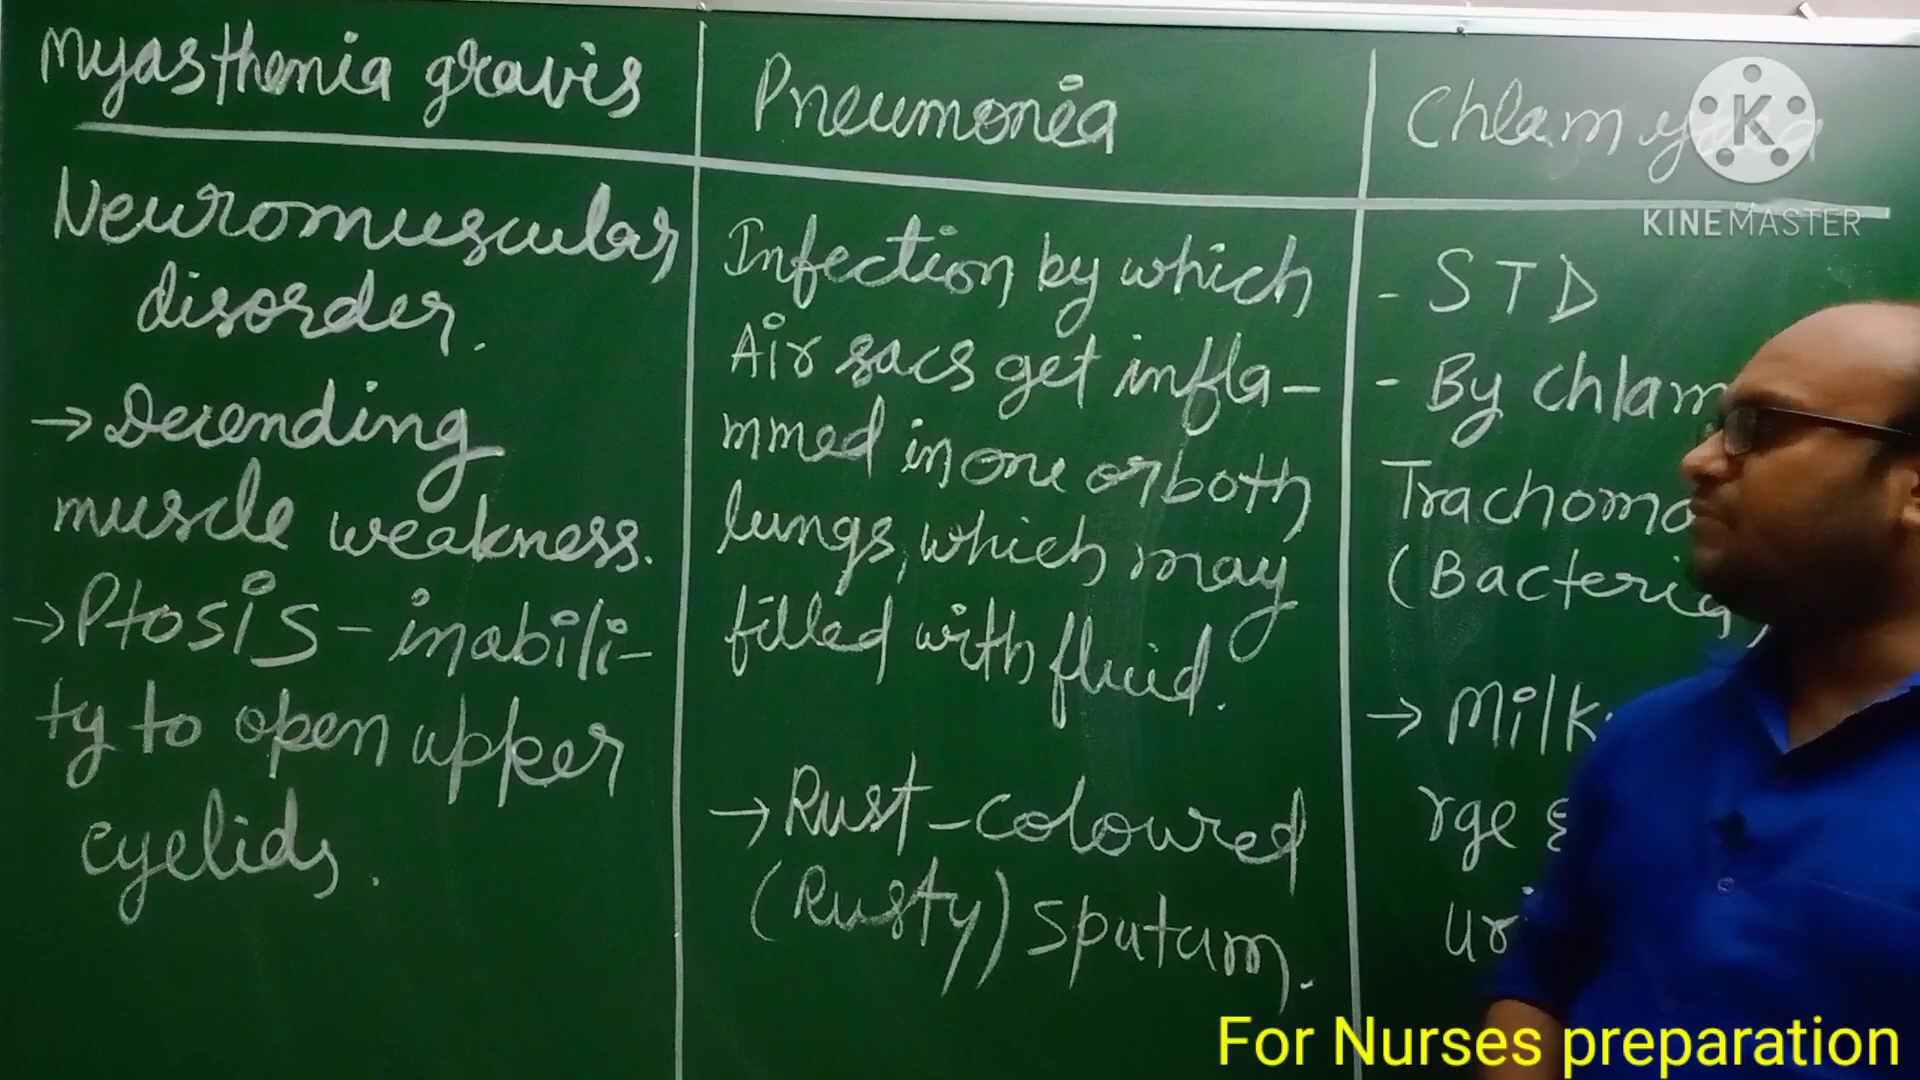 Myasthenia gravis
Neuromuscular
disorder.
→ Decending
muscle weakness.
→ Ptosis - inabili-
ty to open upper
eyelids.
Pneumonia
Infection by which
Air sacs get infla-
mmed in one or both
lungs, which may
filled with fluid.
→ Rust-coloured
(Rusty) Sputum.
- STD
- By chlam
Trachoma
(Bacteria)
→ Milk
rge &
K
KINEMASTER
For Nurses preparation